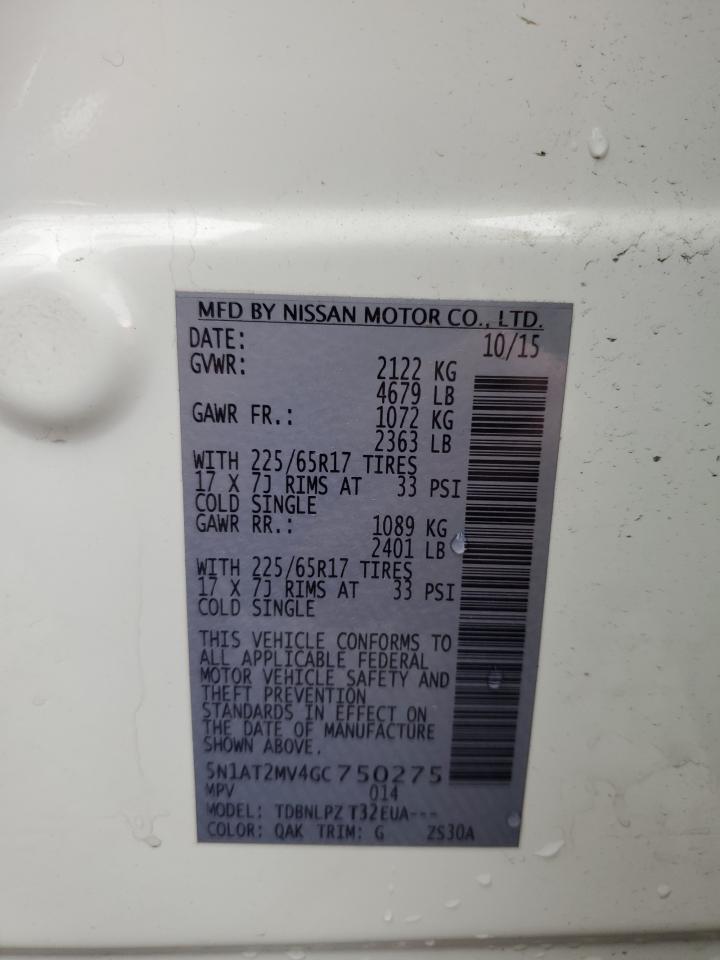 MFD BY NISSAN MOTOR CO., LTD.
DATE: 10/15
GVWR: 2122 KG
4679 LB
GAWR FR.: 1072 KG
2363 LB
WITH 225/65R17 TIRES
17 X 7J RIMS AT 33 PSI
COLD SINGLE
GAWR RR.: 1089 KG
2401 LB
WITH 225/65R17 TIRES
17 X 7J RIMS AT 33 PSI
COLD SINGLE
THIS VEHICLE CONFORMS TO
ALL APPLICABLE FEDERAL
MOTOR VEHICLE SAFETY AND
THEFT PREVENTION
STANDARDS IN EFFECT ON
THE DATE OF MANUFACTURE
SHOWN ABOVE.
5N1AT2MV4GC750275
MPV 014
MODEL: TDBNLPZ T32EUA---
COLOR: QAK TRIM: G ZS30A